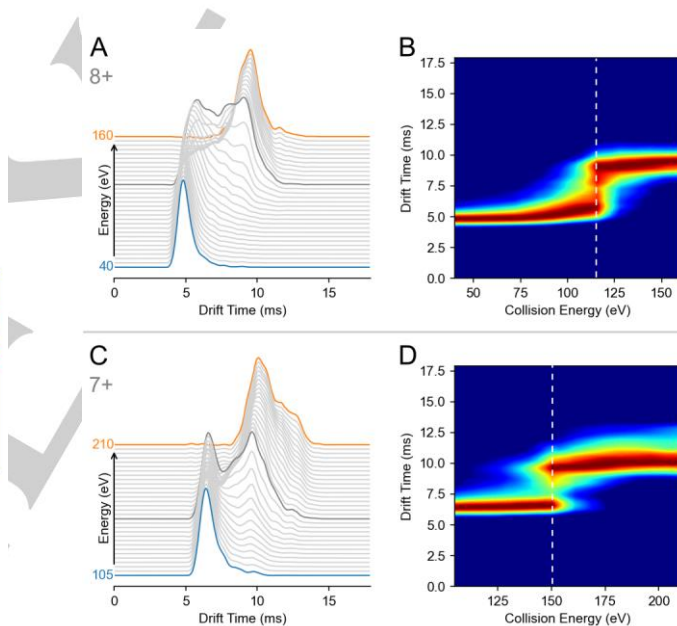 A
8+
160
Energy (eV)
40
0 5 10 15
Drift Time (ms)
B
17.5
15.0
12.5
10.0
7.5
5.0
2.5
0.0
Drift Time (ms)
50 75 100 125 150
Collision Energy (eV)
C
7+
210
Energy (eV)
105
0 5 10 15
Drift Time (ms)
D
17.5
15.0
12.5
10.0
7.5
5.0
2.5
0.0
Drift Time (ms)
125 150 175 200
Collision Energy (eV)